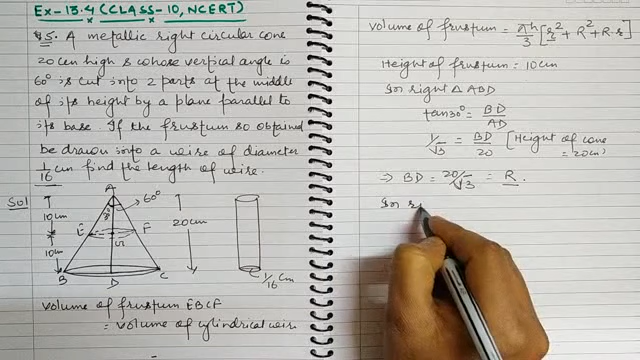 Ex-13.4 (CLASS-10, NCERT)
Q5. A metallic right circular cone
20 cm high & whose vertical angle is
60° is cut into 2 parts at the middle
of its height by a plane parallel to
its base. If the frustum so obtained
be drawn into a wire of diameter
1/16 cm find the length of wire.
Sol
A
60°
30°
10cm
10cm
E
F
B
D
C
20cm
1/16 cm
Volume of frustum EBCF
= Volume of cylindrical wire
Volume of frustum = πh/3 [r² + R² + R·r]
Height of frustum = 10cm
In right △ ABD
tan30° = BD/AD
1/√3 = BD/20 [Height of cone
= 20cm]
⇒ BD = 20/√3 = R.
In r